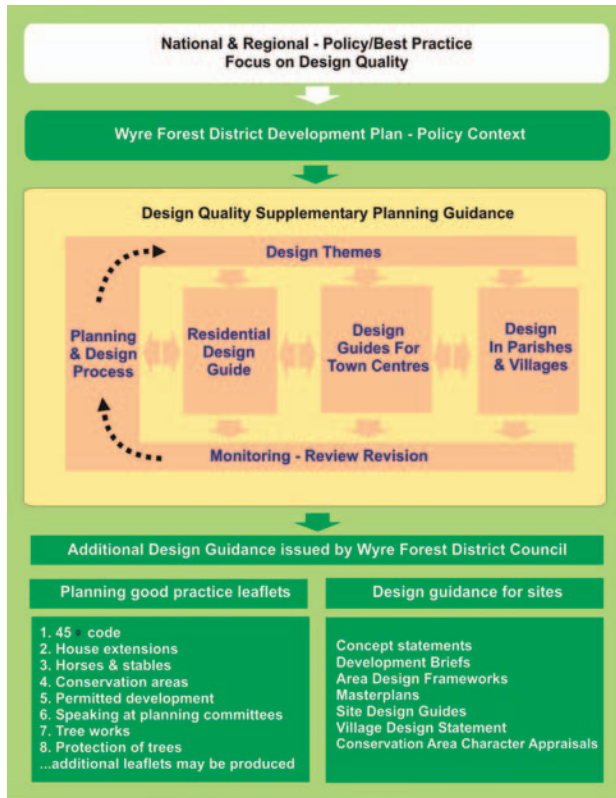 National & Regional - Policy/Best Practice
Focus on Design Quality
Wyre Forest District Development Plan - Policy Context
Design Quality Supplementary Planning Guidance
Design Themes
Planning
& Design
Process
Residential
Design
Guide
Design
Guides For
Town Centres
Design
In Parishes
& Villages
Monitoring - Review Revision
Additional Design Guidance issued by Wyre Forest District Council
Planning good practice leaflets
1. 45 code
2. House extensions
3. Horses & stables
4. Conservation areas
5. Permitted development
6. Speaking at planning committees
7. Tree works
8. Protection of trees
...additional leaflets may be produced
Design guidance for sites
Concept statements
Development Briefs
Area Design Frameworks
Masterplans
Site Design Guides
Village Design Statement
Conservation Area Character Appraisals